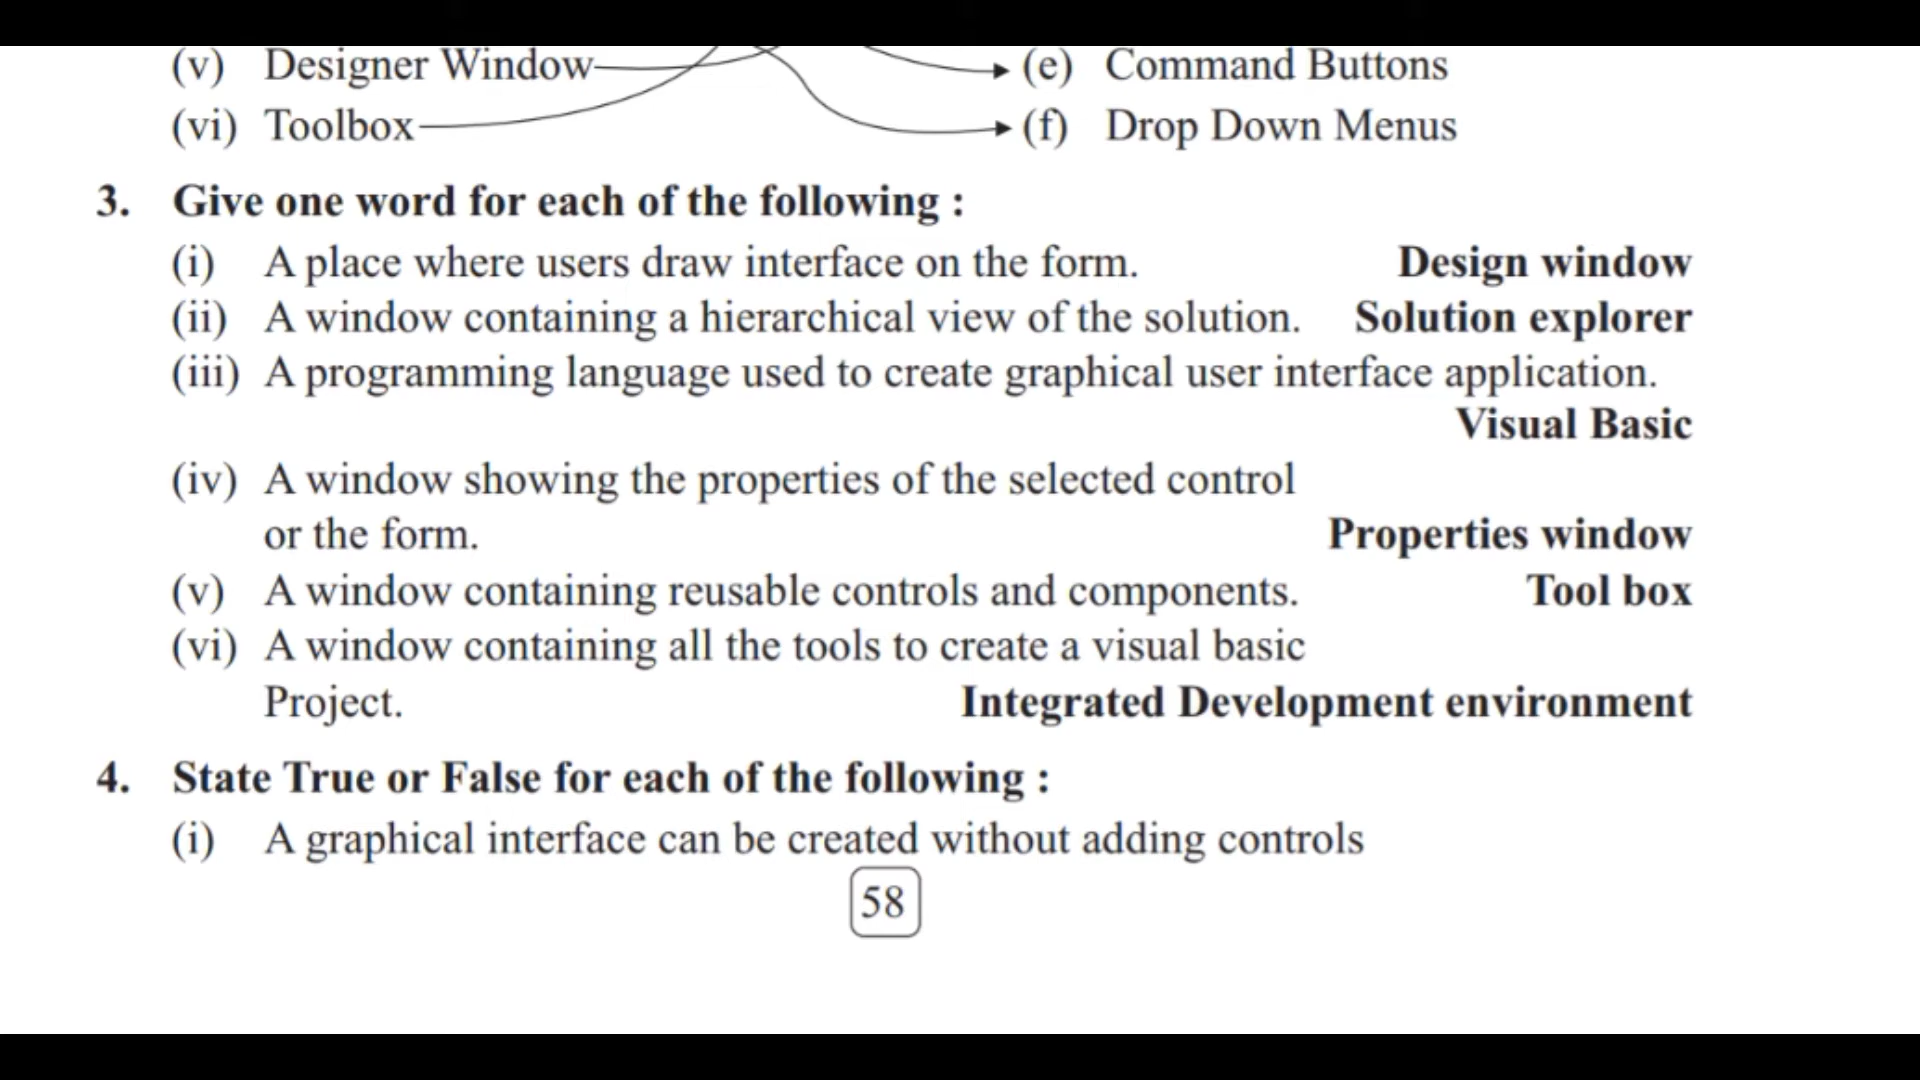 (v) Designer Window (e) Command Buttons
(vi) Toolbox (f) Drop Down Menus
3. Give one word for each of the following :
(i) A place where users draw interface on the form. Design window
(ii) A window containing a hierarchical view of the solution. Solution explorer
(iii) A programming language used to create graphical user interface application.
Visual Basic
(iv) A window showing the properties of the selected control
or the form. Properties window
(v) A window containing reusable controls and components. Tool box
(vi) A window containing all the tools to create a visual basic
Project. Integrated Development environment
4. State True or False for each of the following :
(i) A graphical interface can be created without adding controls
58